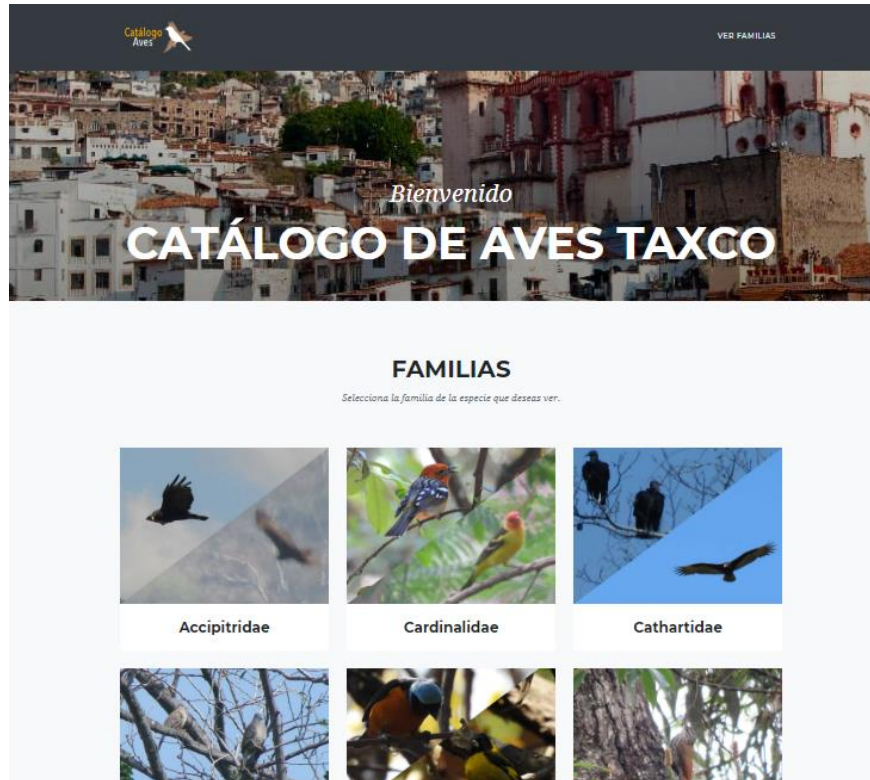 Catálogo
Aves
VER FAMILIAS
Bienvenido
CATÁLOGO DE AVES TAXCO
FAMILIAS
Selecciona la familia de la especie que deseas ver.
Accipitridae
Cardinalidae
Cathartidae